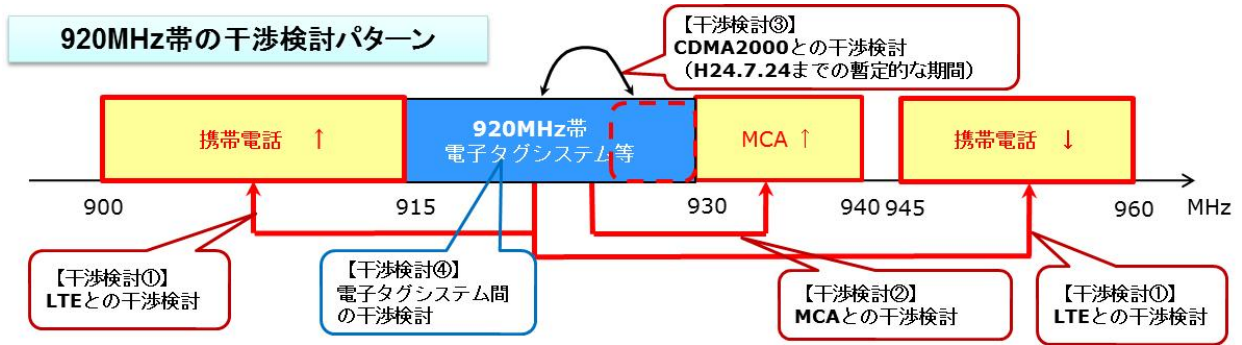 920MHz帯の干渉検討パターン
【干渉検討③】
CDMA2000との干渉検討
（H24.7.24までの暫定的な期間）
携帯電話 ↑
920MHz帯
電子タグシステム等
MCA ↑
携帯電話 ↓
900
915
930
940
945
960
MHz
【干渉検討①】
LTEとの干渉検討
【干渉検討④】
電子タグシステム間
の干渉検討
【干渉検討②】
MCAとの干渉検討
【干渉検討①】
LTEとの干渉検討